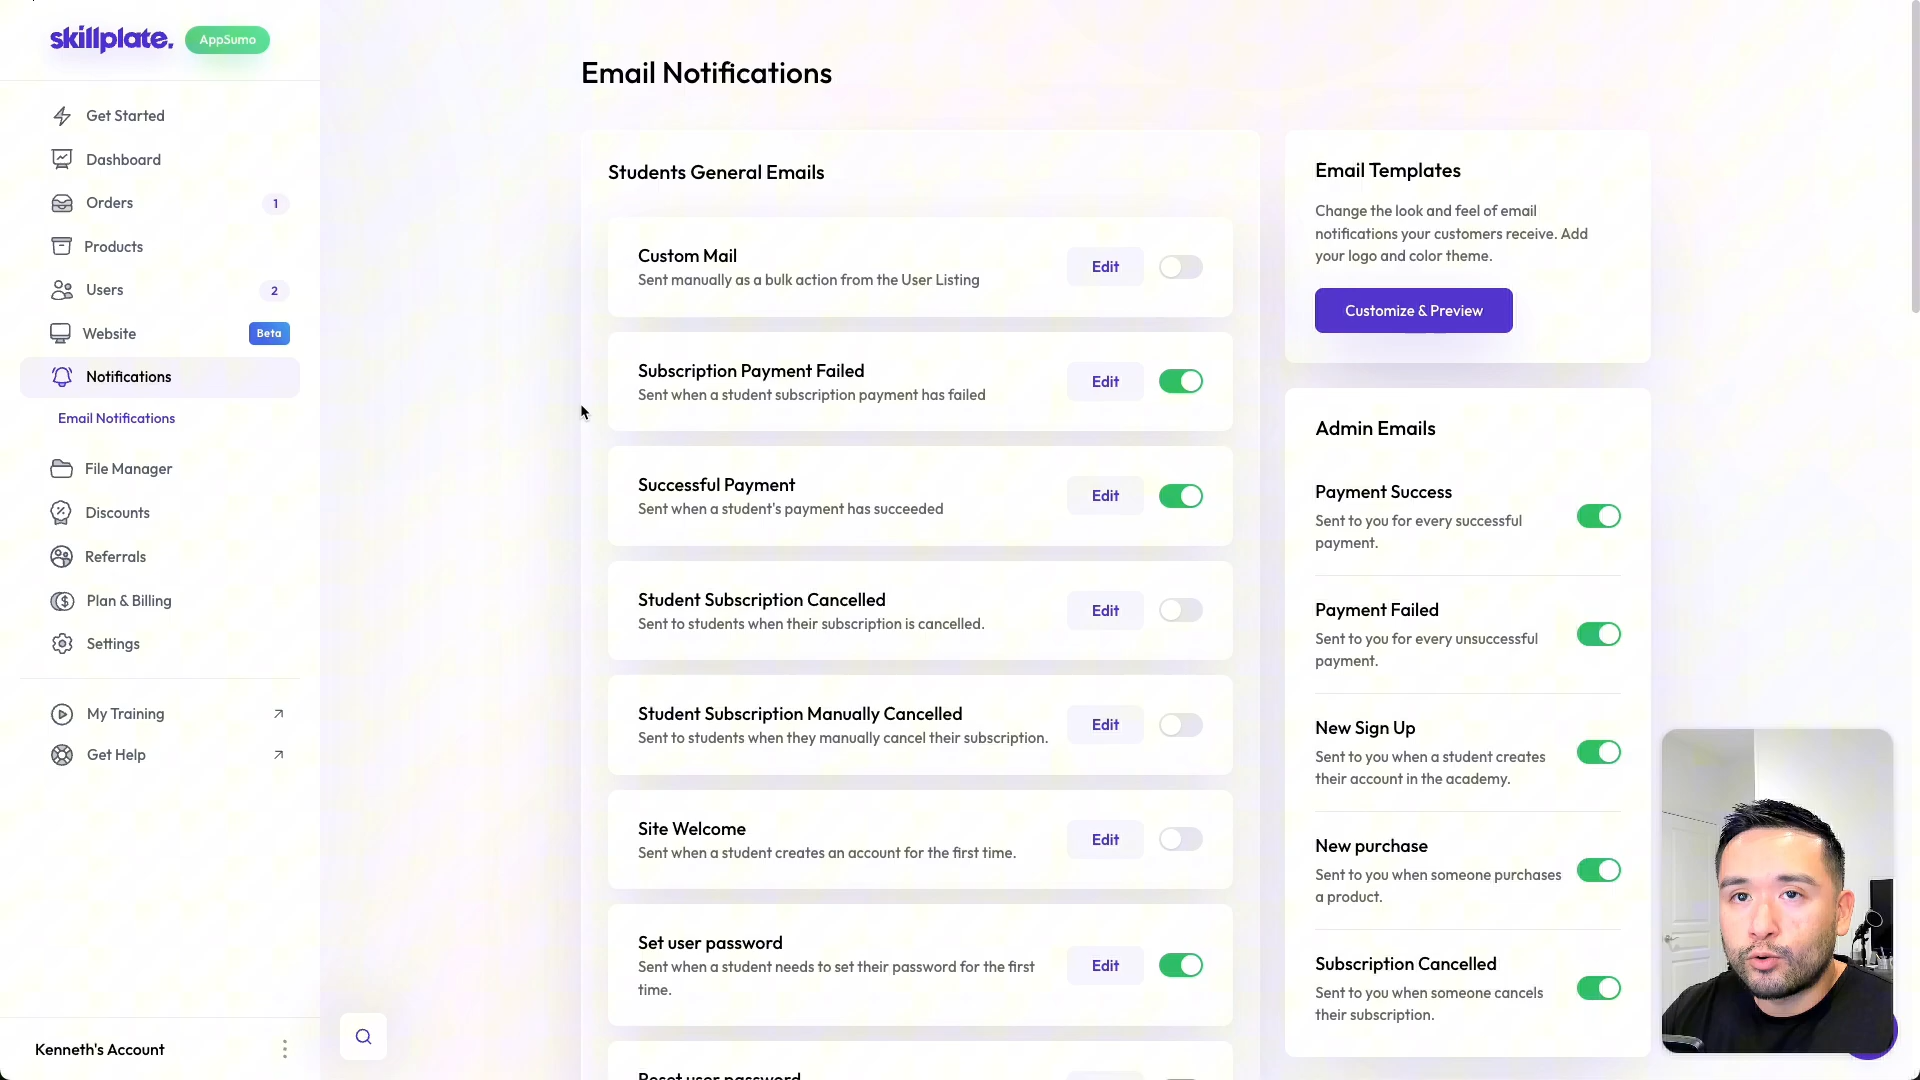 skillplate.
AppSumo
Get Started
Dashboard
Orders
1
Products
Users
2
Website
Beta
Notifications
Email Notifications
File Manager
Discounts
Referrals
Plan & Billing
Settings
My Training
Get Help
Kenneth's Account
Email Notifications
Students General Emails
Custom Mail
Sent manually as a bulk action from the User Listing
Edit
Subscription Payment Failed
Sent when a student subscription payment has failed
Edit
Successful Payment
Sent when a student's payment has succeeded
Edit
Student Subscription Cancelled
Sent to students when their subscription is cancelled.
Edit
Student Subscription Manually Cancelled
Sent to students when they manually cancel their subscription.
Edit
Site Welcome
Sent when a student creates an account for the first time.
Edit
Set user password
Sent when a student needs to set their password for the first
time.
Edit
Reset user password
Email Templates
Change the look and feel of email
notifications your customers receive. Add
your logo and color theme.
Customize & Preview
Admin Emails
Payment Success
Sent to you for every successful
payment.
Payment Failed
Sent to you for every unsuccessful
payment.
New Sign Up
Sent to you when a student creates
their account in the academy.
New purchase
Sent to you when someone purchases
a product.
Subscription Cancelled
Sent to you when someone cancels
their subscription.